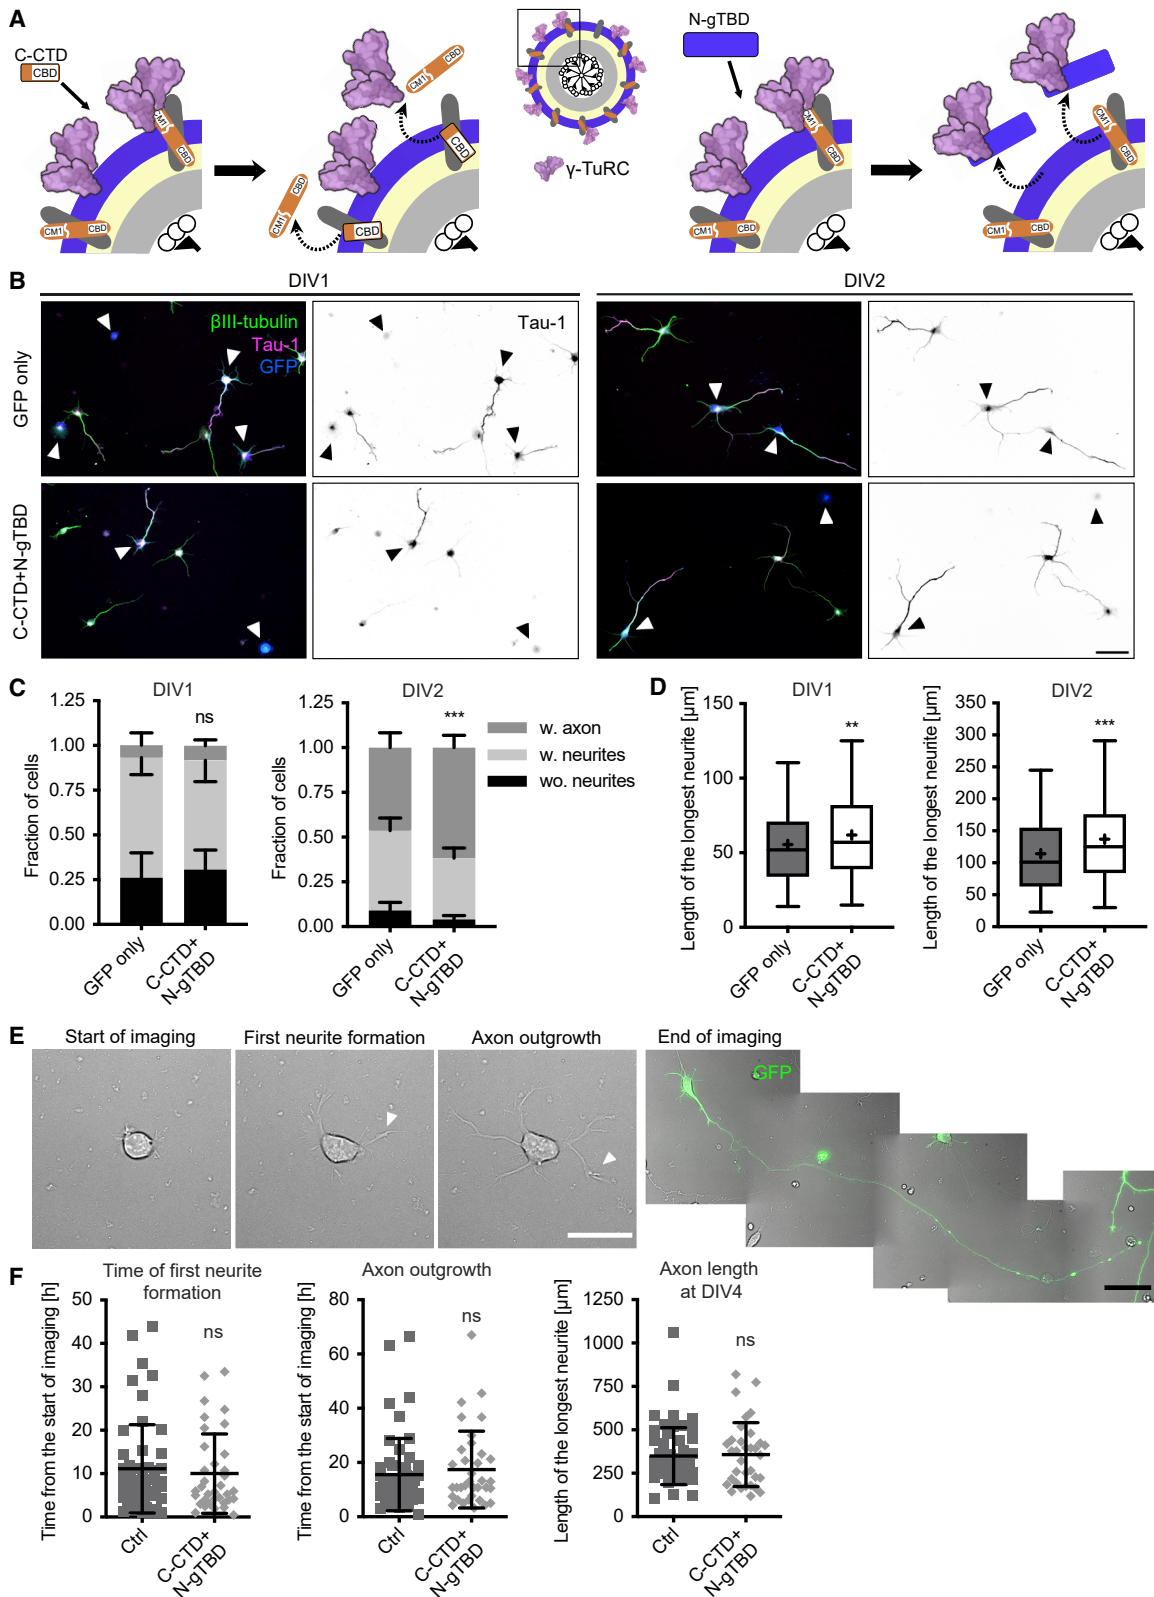 A
C-CTD
CBD
CM1
CBD
CM1
CBD
CM1
CBD
CBD
CM1
CBD
γ-TuRC
N-gTBD
CM1
CBD
CM1
CBD
CM1
CBD
CM1
CBD
B
DIV1
DIV2
GFP only
βIII-tubulin
Tau-1
GFP
Tau-1
C-CTD+N-gTBD
C
DIV1
Fraction of cells
1.25
1.00
0.75
0.50
0.25
0.00
ns
GFP only
C-CTD+
N-gTBD
DIV2
Fraction of cells
1.25
1.00
0.75
0.50
0.25
0.00
***
GFP only
C-CTD+
N-gTBD
w. axon
w. neurites
wo. neurites
D
DIV1
Length of the longest neurite [µm]
150
100
50
0
**
GFP only
C-CTD+
N-gTBD
DIV2
Length of the longest neurite [µm]
350
300
250
200
150
100
50
0
***
GFP only
C-CTD+
N-gTBD
E
Start of imaging
First neurite formation
Axon outgrowth
End of imaging
GFP
F
Time of first neurite
formation
Time from the start of imaging [h]
50
40
30
20
10
0
ns
Ctrl
C-CTD+
N-gTBD
Axon outgrowth
Time from the start of imaging [h]
80
60
40
20
0
ns
Ctrl
C-CTD+
N-gTBD
Axon length
at DIV4
Length of the longest neurite [µm]
1250
1000
750
500
250
0
ns
Ctrl
C-CTD+
N-gTBD